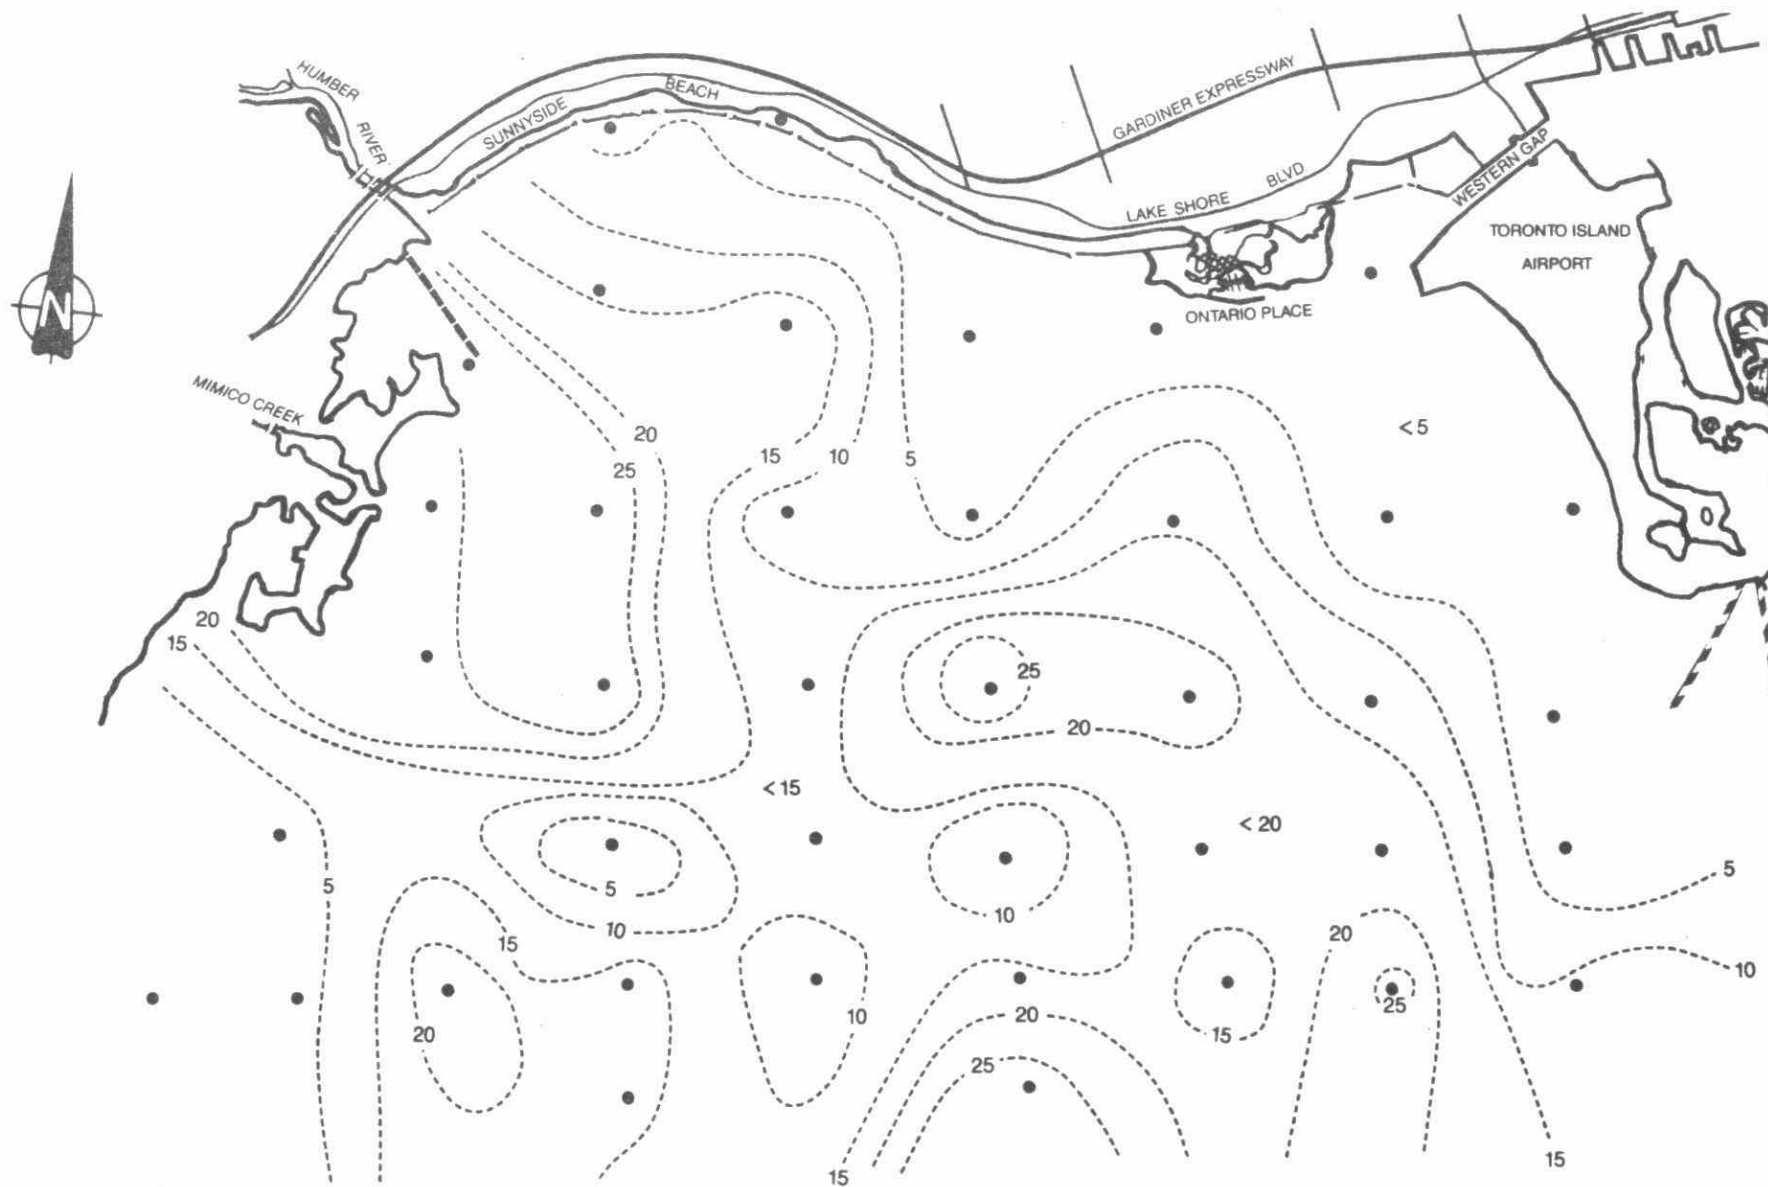 HUMBER
RIVER
SUNNYSIDE
BEACH
GARDINER EXPRESSWAY
LAKE SHORE
BLVD.
WESTERN GAP
TORONTO ISLAND
AIRPORT
ONTARIO PLACE
N
MIMICO CREEK
< 5
20
25
15
10
5
20
15
25
20
< 15
< 20
5
10
5
15
10
20
10
20
10
15
25
20
25
5
10
15
15